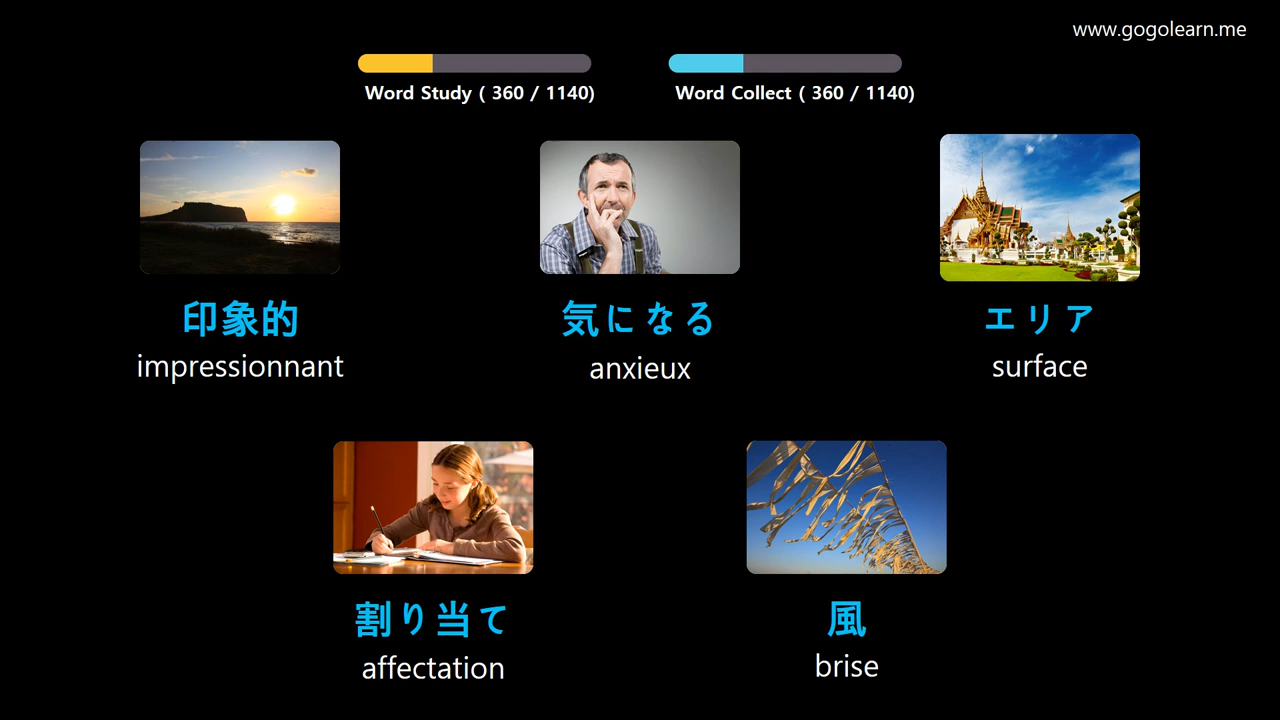 www.gogolearn.me
Word Study ( 360 / 1140)
Word Collect ( 360 / 1140)
印象的
impressionnant
気になる
anxieux
エリア
surface
割り当て
affectation
風
brise